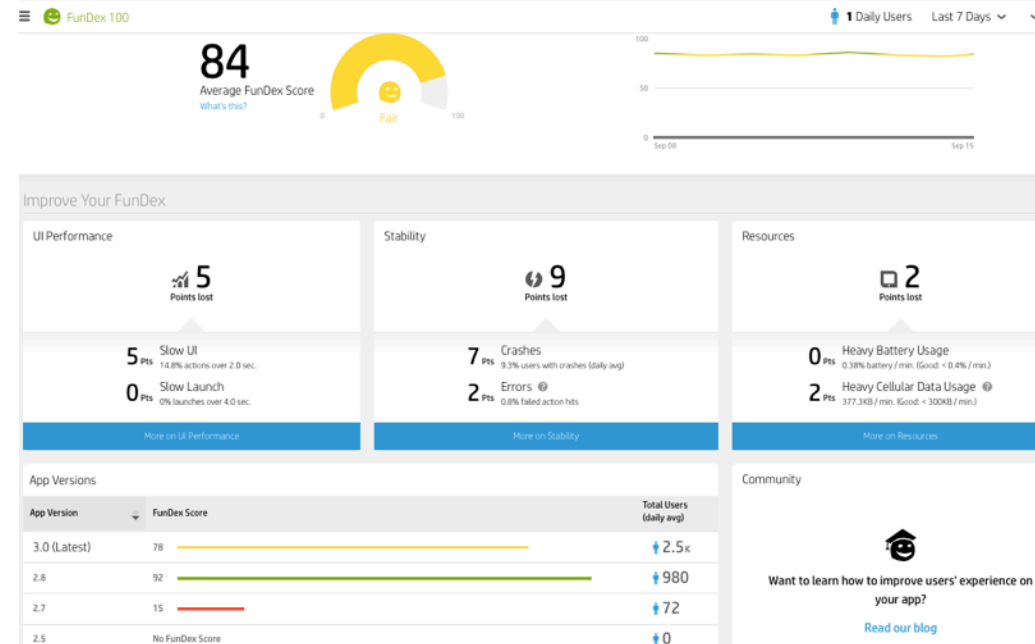 FunDex 100
1 Daily Users
Last 7 Days
84
Average FunDex Score
What's this?
0
Fair
100
100
50
0
Sep 08
Sep 15
Improve Your FunDex
UI Performance
5
Points lost
5 Pts
Slow UI
14.8% actions over 2.0 sec.
0 Pts
Slow Launch
0% launches over 4.0 sec.
More on UI Performance
Stability
9
Points lost
7 Pts
Crashes
9.3% users with crashes (daily avg)
2 Pts
Errors
0.8% failed action hits
More on Stability
Resources
2
Points lost
0 Pts
Heavy Battery Usage
0.38% battery / min. (Good: < 0.4% / min.)
2 Pts
Heavy Cellular Data Usage
377.3KB / min. (Good: < 300KB / min.)
More on Resources
App Versions
App Version
FunDex Score
Total Users
(daily avg)
3.0 (Latest)
78
2.5K
2.8
92
980
2.7
15
72
2.5
No FunDex Score
0
Community
Want to learn how to improve users' experience on
your app?
Read our blog